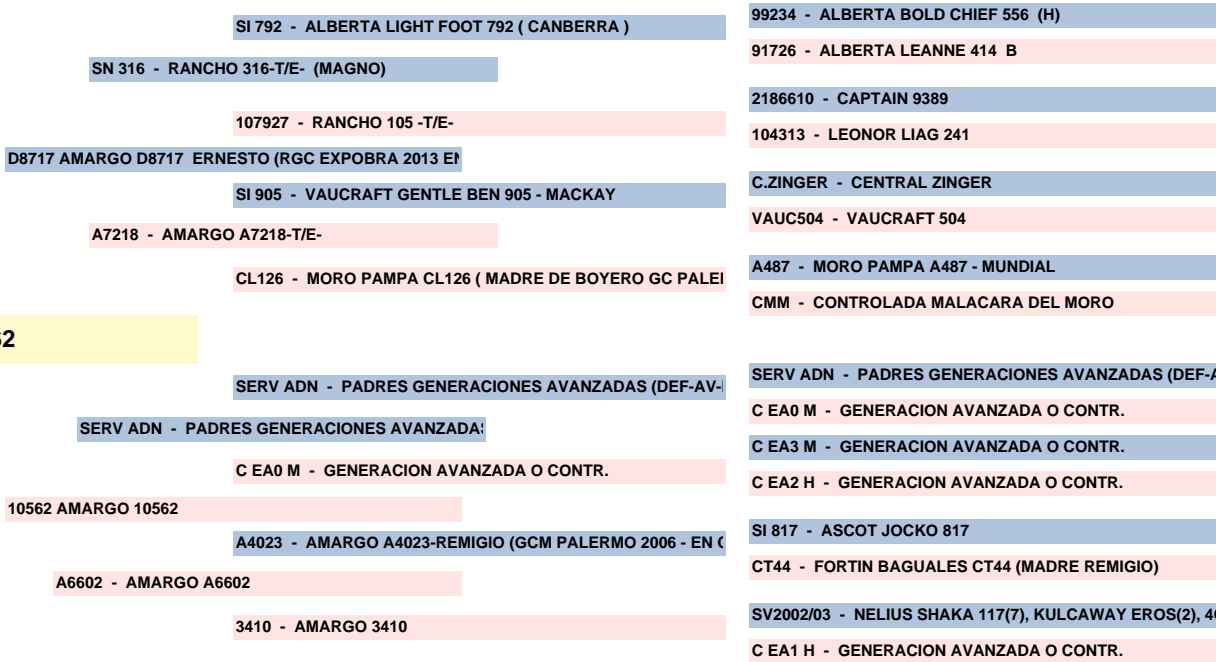 99234 - ALBERTA BOLD CHIEF 556 (H)
SI 792 - ALBERTA LIGHT FOOT 792 ( CANBERRA )
91726 - ALBERTA LEANNE 414 B
SN 316 - RANCHO 316-T/E- (MAGNO)
2186610 - CAPTAIN 9389
107927 - RANCHO 105 -T/E-
104313 - LEONOR LIAG 241
D8717 AMARGO D8717 ERNESTO (RGC EXPOBRA 2013 EN
C.ZINGER - CENTRAL ZINGER
SI 905 - VAUCRAFT GENTLE BEN 905 - MACKAY
VAUC504 - VAUCRAFT 504
A7218 - AMARGO A7218-T/E-
A487 - MORO PAMPA A487 - MUNDIAL
CL126 - MORO PAMPA CL126 ( MADRE DE BOYERO GC PALE
CMM - CONTROLADA MALACARA DEL MORO
62
SERV ADN - PADRES GENERACIONES AVANZADAS (DEF-A
SERV ADN - PADRES GENERACIONES AVANZADAS (DEF-AV-
C EA0 M - GENERACION AVANZADA O CONTR.
SERV ADN - PADRES GENERACIONES AVANZADAS
C EA3 M - GENERACION AVANZADA O CONTR.
C EA0 M - GENERACION AVANZADA O CONTR.
C EA2 H - GENERACION AVANZADA O CONTR.
10562 AMARGO 10562
SI 817 - ASCOT JOCKO 817
A4023 - AMARGO A4023-REMIGIO (GCM PALERMO 2006 - EN
CT44 - FORTIN BAGUALES CT44 (MADRE REMIGIO)
A6602 - AMARGO A6602
SV2002/03 - NELIUS SHAKA 117(7), KULCAWAY EROS(2),
3410 - AMARGO 3410
C EA1 H - GENERACION AVANZADA O CONTR.